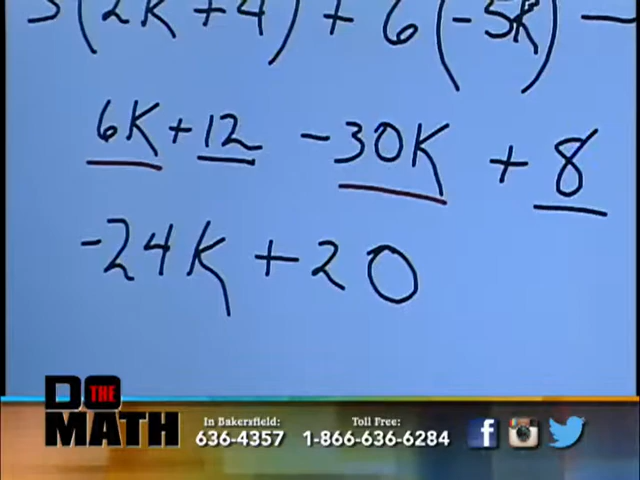 3(2K+4) + 6(-5K) -
6K + 12 - 30K + 8
-24K + 20
DO THE MATH
In Bakersfield: 636-4357
Toll Free: 1-866-636-6284